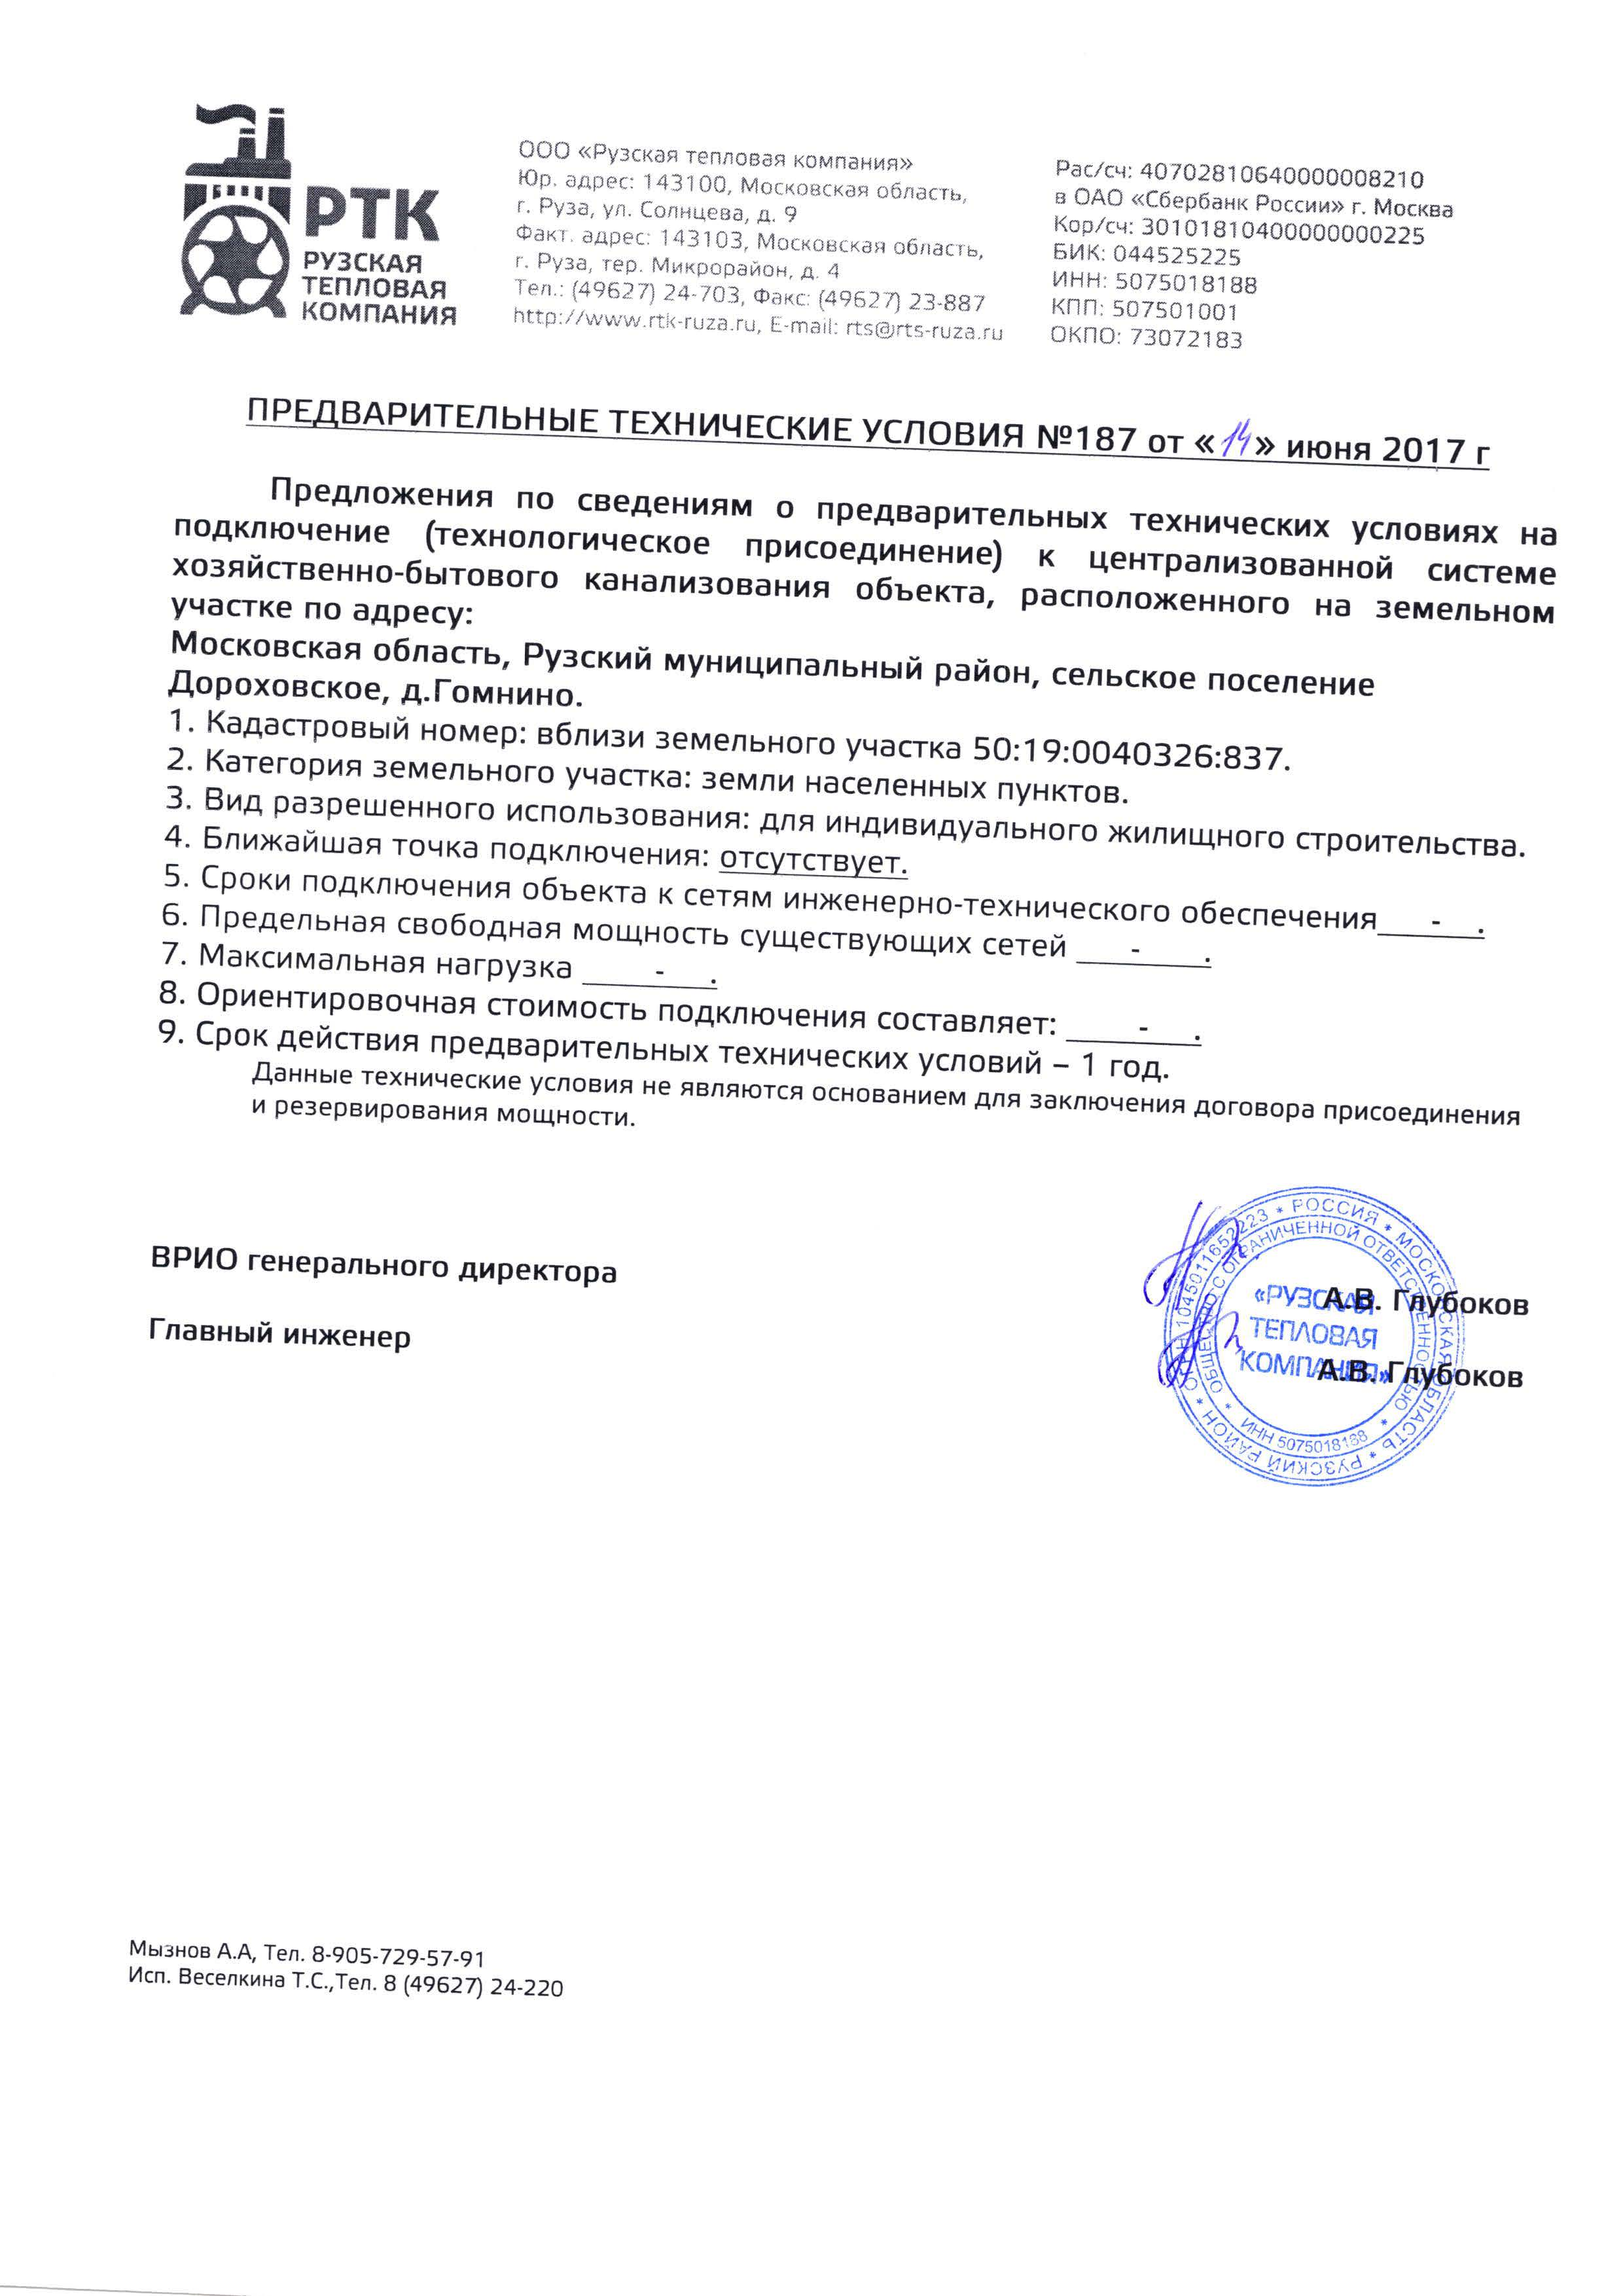 РТК
РУЗСКАЯ
ТЕПЛОВАЯ
КОМПАНИЯ
ООО «Рузская тепловая компания»
Юр. адрес: 143100, Московская область,
г. Руза, ул. Солнцева, д. 9
Факт. адрес: 143103, Московская область,
г. Руза, тер. Микрорайон, д. 4
Тел.: (49627) 24-703, Факс: (49627) 23-887
http://www.rtk-ruza.ru, E-mail: rts@rts-ruza.ru
Рас/сч: 40702810640000008210
в ОАО «Сбербанк России» г. Москва
Кор/сч: 30101810400000000225
БИК: 044525225
ИНН: 5075018188
КПП: 507501001
ОКПО: 73072183
ПРЕДВАРИТЕЛЬНЫЕ ТЕХНИЧЕСКИЕ УСЛОВИЯ №187 от «14» июня 2017 г
Предложения по сведениям о предварительных технических условиях на
подключение (технологическое присоединение) к централизованной системе
хозяйственно-бытового канализования объекта, расположенного на земельном
участке по адресу:
Московская область, Рузский муниципальный район, сельское поселение
Дороховское, д.Гомнино.
1. Кадастровый номер: вблизи земельного участка 50:19:0040326:837.
2. Категория земельного участка: земли населенных пунктов.
3. Вид разрешенного использования: для индивидуального жилищного строительства.
4. Ближайшая точка подключения: отсутствует.
5. Сроки подключения объекта к сетям инженерно-технического обеспечения - .
6. Предельная свободная мощность существующих сетей - .
7. Максимальная нагрузка - .
8. Ориентировочная стоимость подключения составляет: - .
9. Срок действия предварительных технических условий – 1 год.
Данные технические условия не являются основанием для заключения договора присоединения
и резервирования мощности.
ВРИО генерального директора А.В. Глубоков
Главный инженер А.В. Глубоков
ОГРН 1045011652223 * РОССИЯ * МОСКОВСКАЯ ОБЛАСТЬ * РУЗСКИЙ РАЙОН *
ОБЩЕСТВО С ОГРАНИЧЕННОЙ ОТВЕТСТВЕННОСТЬЮ * ИНН 5075018188 *
«РУЗСКАЯ
ТЕПЛОВАЯ
КОМПАНИЯ»
Мызнов А.А, Тел. 8-905-729-57-91
Исп. Веселкина Т.С.,Тел. 8 (49627) 24-220